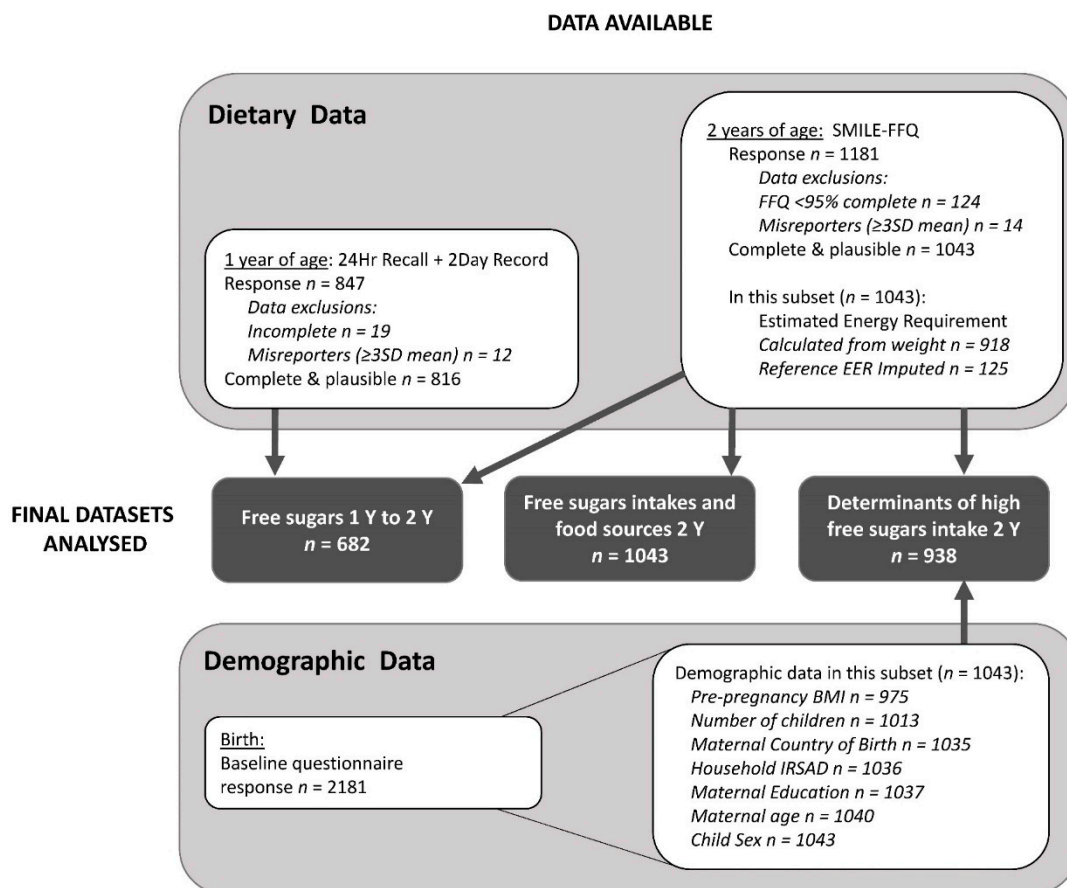 DATA AVAILABLE
Dietary Data
2 years of age: SMILE-FFQ
Response n = 1181
Data exclusions:
FFQ <95% complete n = 124
Misreporters (≥3SD mean) n = 14
Complete & plausible n = 1043
In this subset (n = 1043):
Estimated Energy Requirement
Calculated from weight n = 918
Reference EER Imputed n = 125
1 year of age: 24Hr Recall + 2Day Record
Response n = 847
Data exclusions:
Incomplete n = 19
Misreporters (≥3SD mean) n = 12
Complete & plausible n = 816
FINAL DATASETS
ANALYSED
Free sugars 1 Y to 2 Y
n = 682
Free sugars intakes and
food sources 2 Y
n = 1043
Determinants of high
free sugars intake 2 Y
n = 938
Demographic Data
Birth:
Baseline questionnaire
response n = 2181
Demographic data in this subset (n = 1043):
Pre-pregnancy BMI n = 975
Number of children n = 1013
Maternal Country of Birth n = 1035
Household IRSAD n = 1036
Maternal Education n = 1037
Maternal age n = 1040
Child Sex n = 1043